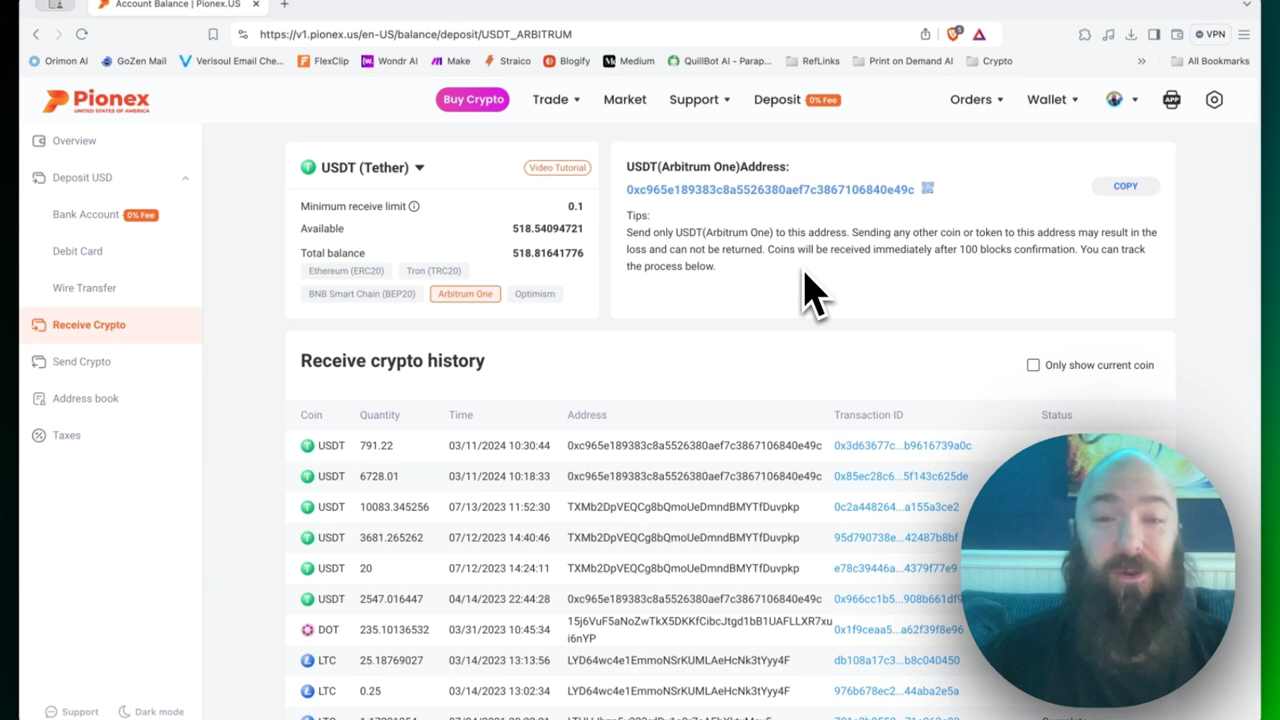 Account Balance | Pionex.US
https://v1.pionex.us/en-US/balance/deposit/USDT_ARBITRUM
VPN
Orimon AI
GoZen Mail
Verisoul Email Che...
FlexClip
Wondr AI
Make
Straico
Blogify
Medium
QuillBot AI - Parap...
RefLinks
Print on Demand AI
Crypto
All Bookmarks
Pionex
UNITED STATES OF AMERICA
Buy Crypto
Trade
Market
Support
Deposit 0% Fee
Orders
Wallet
APP
Overview
Deposit USD
Bank Account 0% Fee
Debit Card
Wire Transfer
Receive Crypto
Send Crypto
Address book
Taxes
Support
Dark mode
USDT (Tether)
Video Tutorial
Minimum receive limit 0.1
Available 518.54094721
Total balance 518.81641776
Ethereum (ERC20) Tron (TRC20)
BNB Smart Chain (BEP20) Arbitrum One Optimism
USDT(Arbitrum One)Address:
0xc965e189383c8a5526380aef7c3867106840e49c
COPY
Tips:
Send only USDT(Arbitrum One) to this address. Sending any other coin or token to this address may result in the
loss and can not be returned. Coins will be received immediately after 100 blocks confirmation. You can track
the process below.
Receive crypto history
Only show current coin
Coin Quantity Time Address Transaction ID Status
USDT 791.22 03/11/2024 10:30:44 0xc965e189383c8a5526380aef7c3867106840e49c 0x3d63677c...b9616739a0c
USDT 6728.01 03/11/2024 10:18:33 0xc965e189383c8a5526380aef7c3867106840e49c 0x85ec28c6...5f143c625de
USDT 10083.345256 07/13/2023 11:52:30 TXMb2DpVEQCg8bQmoUeDmndBMYTfDuvpkp 0c2a448264...a155a3ce2
USDT 3681.265262 07/12/2023 14:40:46 TXMb2DpVEQCg8bQmoUeDmndBMYTfDuvpkp 95d790738e...42487b8bf
USDT 20 07/12/2023 14:24:11 TXMb2DpVEQCg8bQmoUeDmndBMYTfDuvpkp e78c39446a...4379f77e9
USDT 2547.016447 04/14/2023 22:44:28 0xc965e189383c8a5526380aef7c3867106840e49c 0x966cc1b5...908b661df9
DOT 235.10136532 03/31/2023 10:45:34 15j6VuF5aNoZwTkX5DKKfCibcJtgd1bB1UAFLLXR7xu 0x1f9ceaa5...a62f39f8e96
i6nYP
LTC 25.18769027 03/14/2023 13:13:56 LYD64wc4e1EmmoNSrKUMLAeHcNk3tYyy4F db108a17c3...b8c040450
LTC 0.25 03/14/2023 13:02:34 LYD64wc4e1EmmoNSrKUMLAeHcNk3tYyy4F 976b678ec2...44aba2e5a